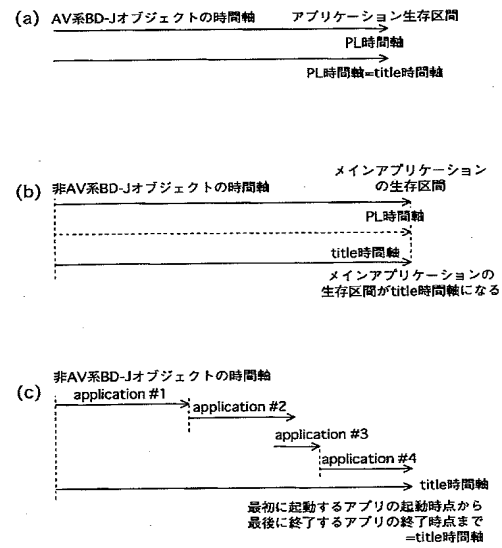 (a) AV系BD-Jオブジェクトの時間軸 アプリケーション生存区間
PL時間軸
PL時間軸=title時間軸
(b) 非AV系BD-Jオブジェクトの時間軸
メインアプリケーション
の生存区間
PL時間軸
title時間軸
メインアプリケーションの
生存区間がtitle時間軸になる
(c) 非AV系BD-Jオブジェクトの時間軸
application #1
application #2
application #3
application #4
title時間軸
最初に起動するアプリの起動時点から
最後に終了するアプリの終了時点まで
=title時間軸